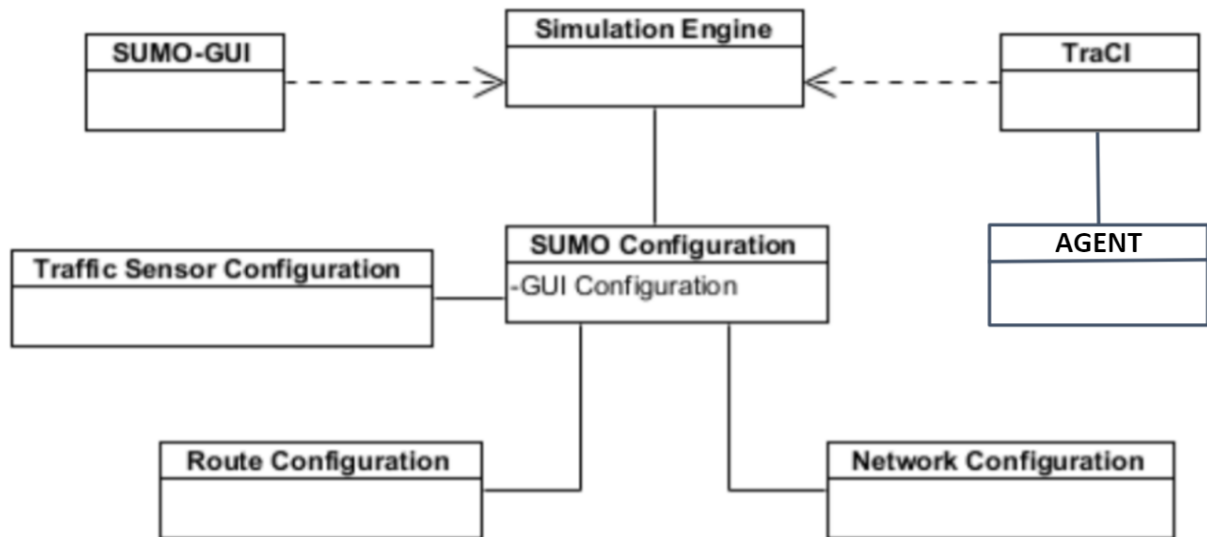 Simulation Engine
SUMO-GUI
TraCI
SUMO Configuration
-GUI Configuration
AGENT
Traffic Sensor Configuration
Route Configuration
Network Configuration